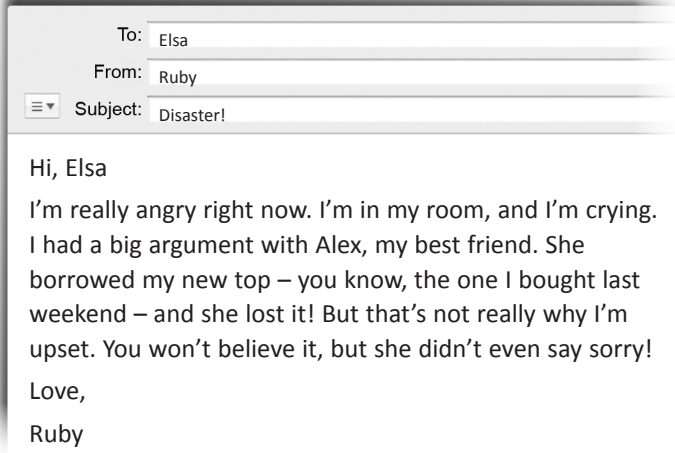 To: Elsa
From: Ruby
Subject: Disaster!
Hi, Elsa
I’m really angry right now. I’m in my room, and I’m crying.
I had a big argument with Alex, my best friend. She
borrowed my new top – you know, the one I bought last
weekend – and she lost it! But that’s not really why I’m
upset. You won’t believe it, but she didn’t even say sorry!
Love,
Ruby